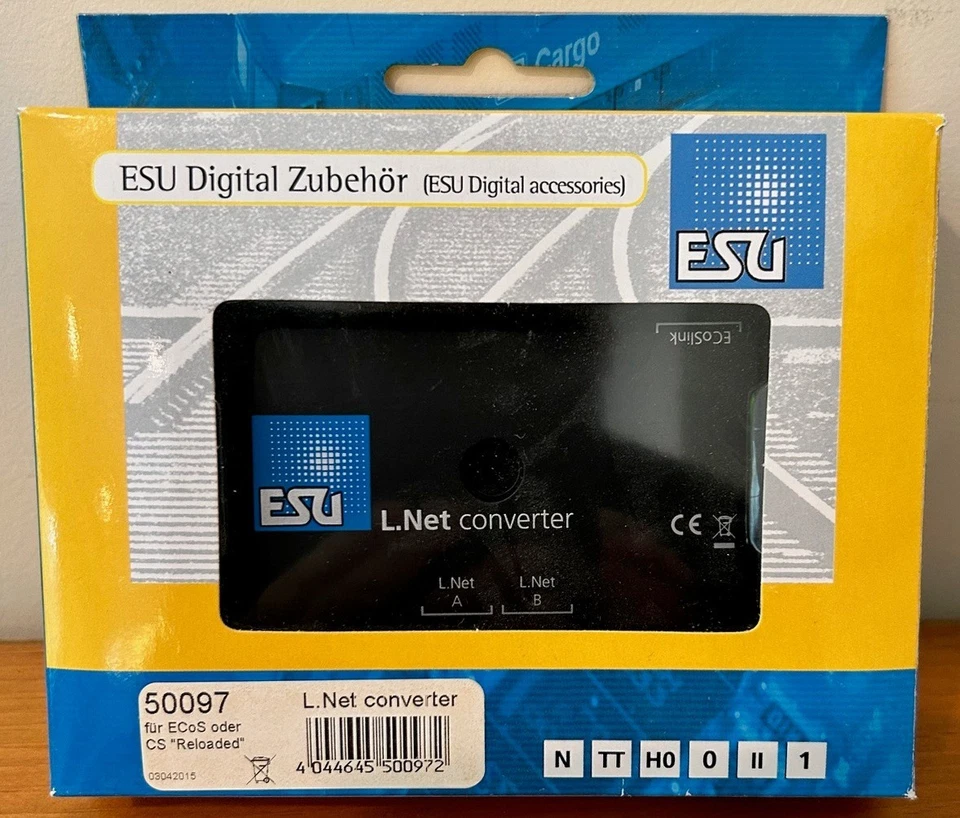 Cargo
ESU Digital Zubehör (ESU Digital accessories)
ESU
ECoSlink
ESU
L.Net converter
CE
L.Net L.Net
A B
50097 L.Net converter
für ECoS oder
CS "Reloaded"
03042015
4 044645 500972
N TT H0 0 II 1